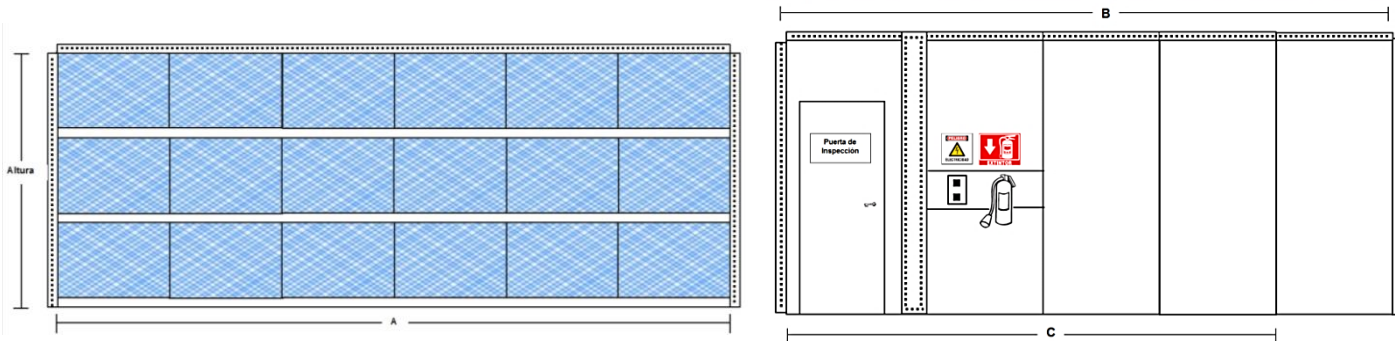 Altura
A
B
Puerta de
Inspección
PELIGRO
ELECTRICIDAD
EXTINTOR
C